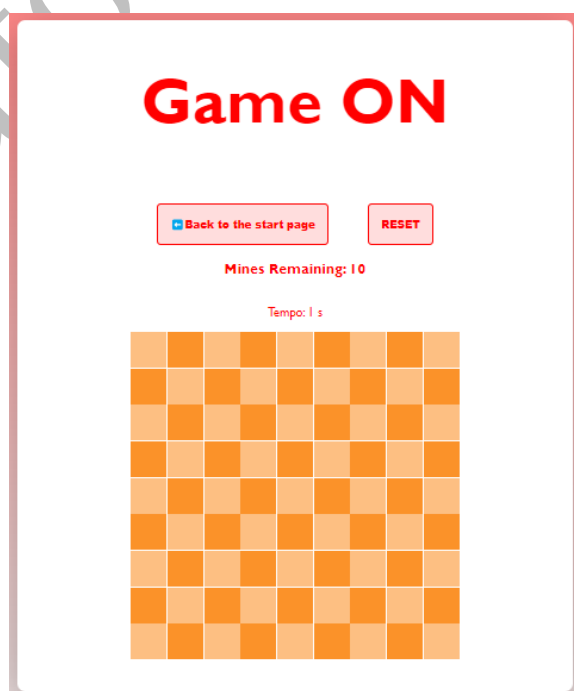 Game ON
⬅Back to the start page RESET
Mines Remaining: 10
Tempo: 1 s